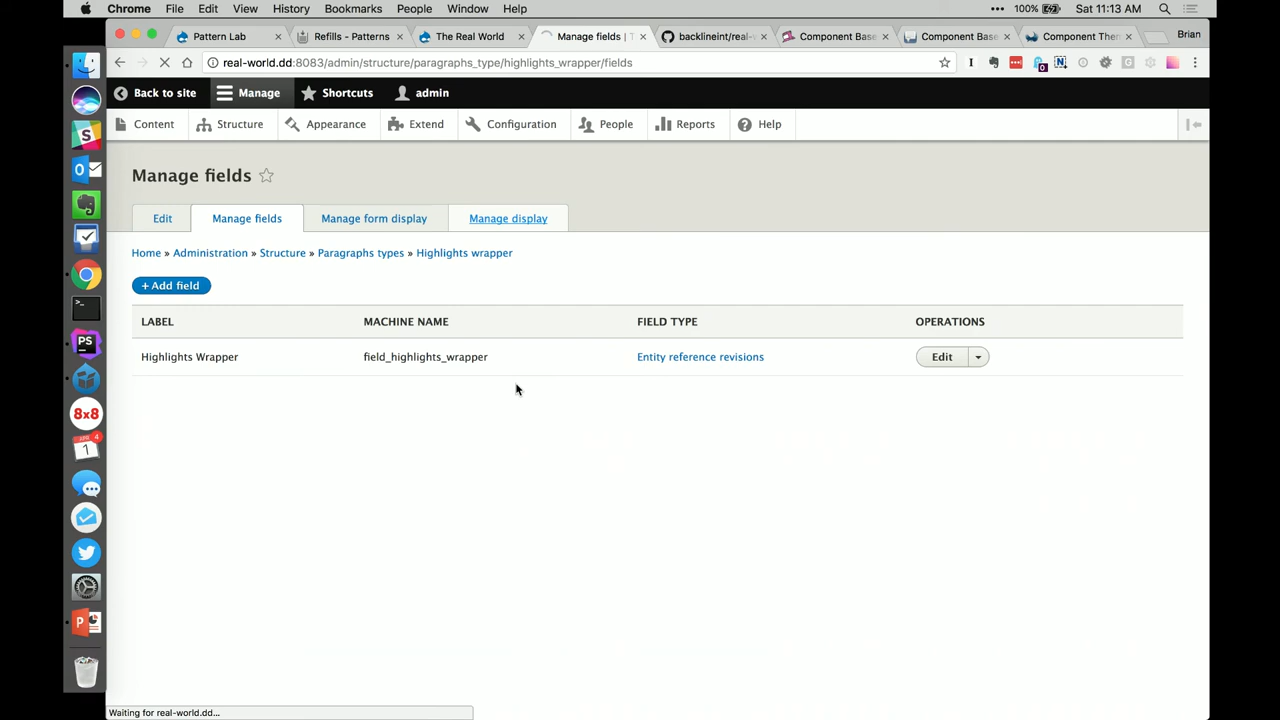 Chrome File Edit View History Bookmarks People Window Help 100% Sat 11:13 AM
Pattern Lab Refills - Patterns The Real World Manage fields | T backlineint/real-w Component Base Component Base Component Them Brian
real-world.dd:8083/admin/structure/paragraphs_type/highlights_wrapper/fields
Back to site Manage Shortcuts admin
Content Structure Appearance Extend Configuration People Reports Help
Manage fields
Edit Manage fields Manage form display Manage display
Home » Administration » Structure » Paragraphs types » Highlights wrapper
+ Add field
LABEL MACHINE NAME FIELD TYPE OPERATIONS
Highlights Wrapper field_highlights_wrapper Entity reference revisions Edit
PS
8x8
1
Waiting for real-world.dd...